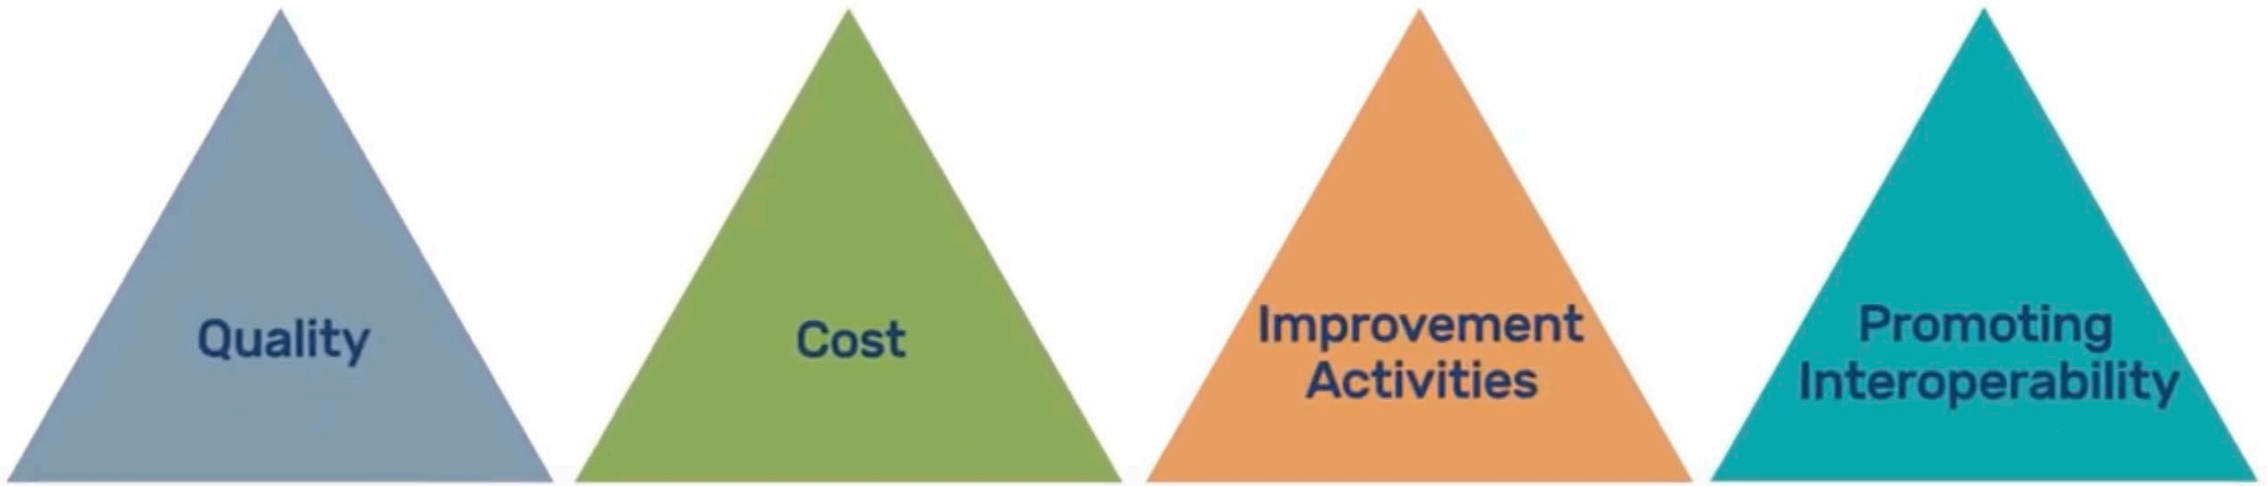 Quality
Cost
Improvement
Activities
Promoting
Interoperability